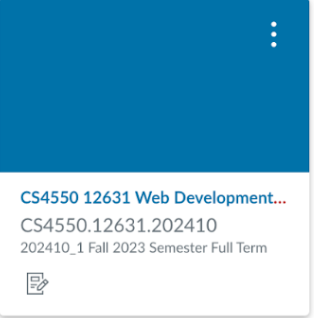 CS4550 12631 Web Development...
CS4550.12631.202410
202410_1 Fall 2023 Semester Full Term